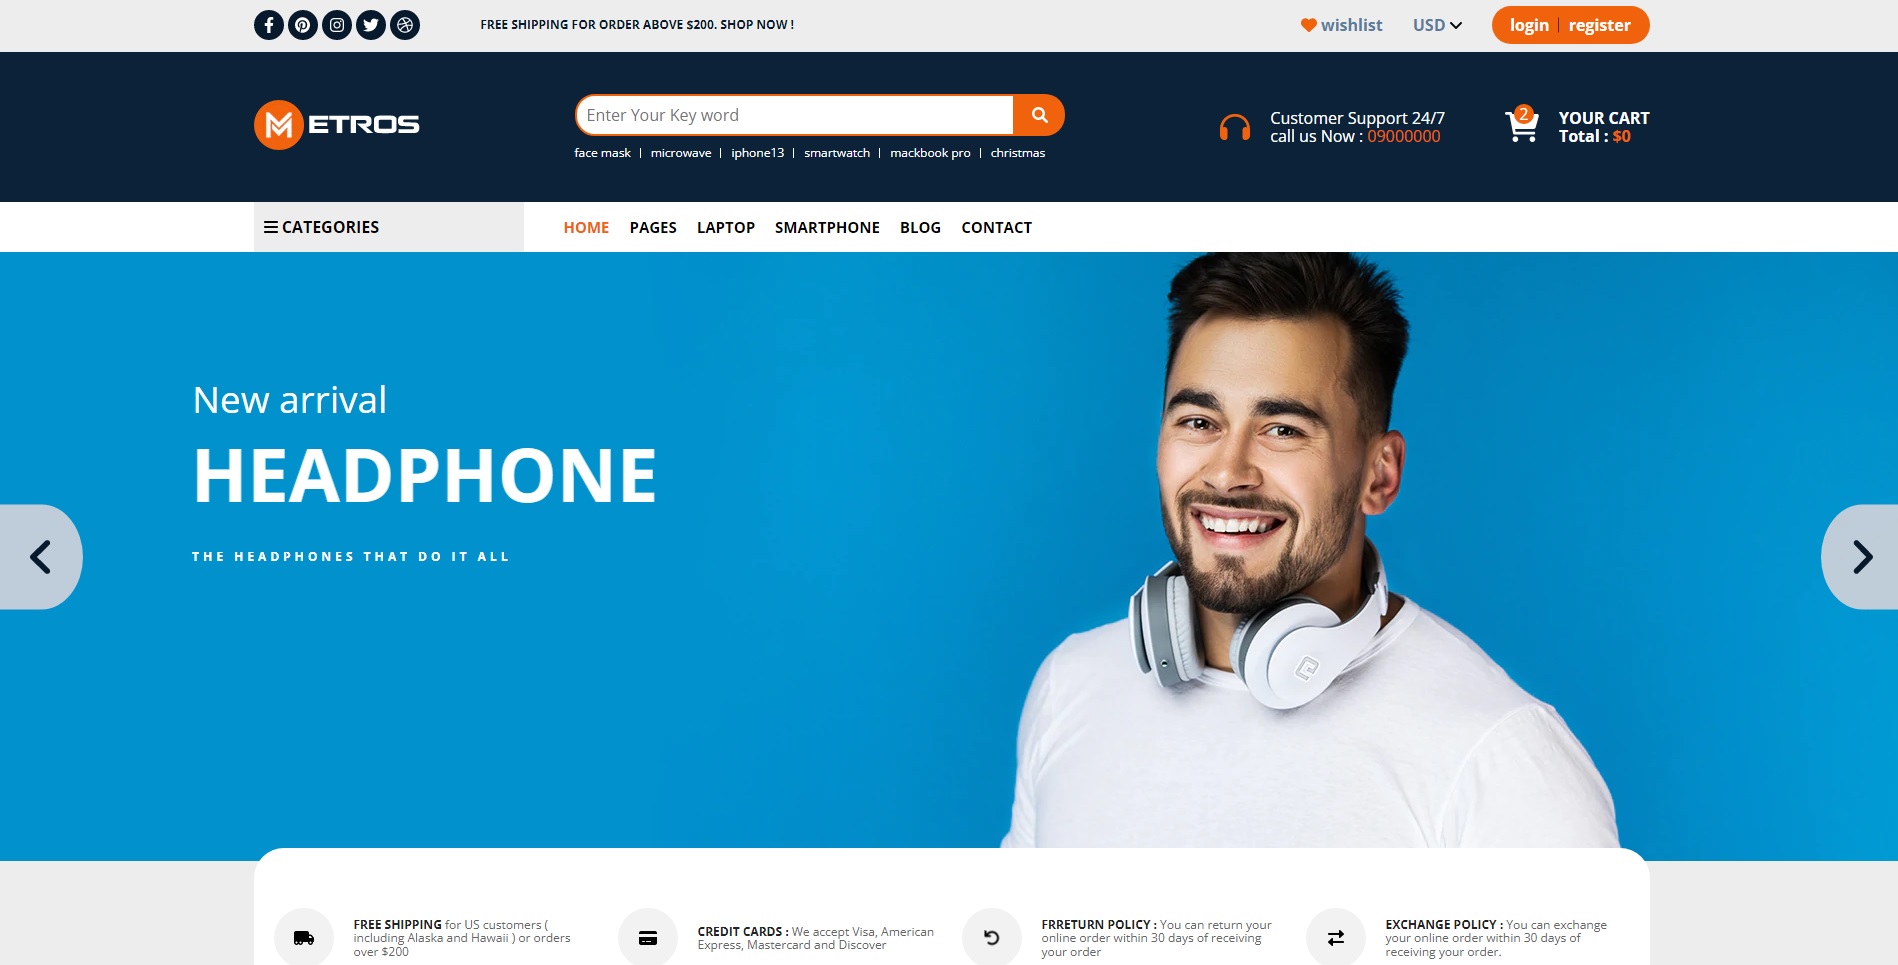 FREE SHIPPING FOR ORDER ABOVE $200. SHOP NOW !
wishlist
USD
login | register
METROS
Enter Your Key word
face mask | microwave | iphone13 | smartwatch | mackbook pro | christmas
Customer Support 24/7
call us Now : 09000000
2
YOUR CART
Total : $0
CATEGORIES
HOME PAGES LAPTOP SMARTPHONE BLOG CONTACT
New arrival
HEADPHONE
THE HEADPHONES THAT DO IT ALL
FREE SHIPPING for US customers (
including Alaska and Hawaii ) or orders
over $200
CREDIT CARDS : We accept Visa, American
Express, Mastercard and Discover
FRRETURN POLICY : You can return your
online order within 30 days of receiving
your order
EXCHANGE POLICY : You can exchange
your online order within 30 days of
receiving your order.